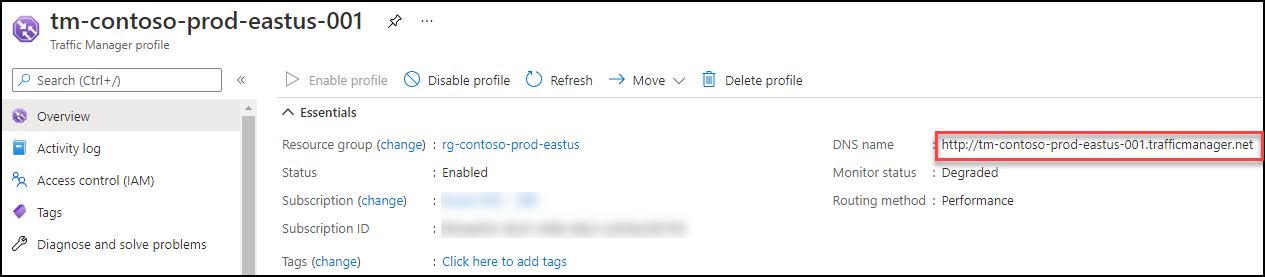 tm-contoso-prod-eastus-001
Traffic Manager profile
Search (Ctrl+/)
Enable profile Disable profile Refresh Move Delete profile
Overview
Activity log
Access control (IAM)
Tags
Diagnose and solve problems
Essentials
Resource group (change) : rg-contoso-prod-eastus
Status : Enabled
Subscription (change) :
Subscription ID :
Tags (change) : Click here to add tags
DNS name : http://tm-contoso-prod-eastus-001.trafficmanager.net
Monitor status : Degraded
Routing method : Performance